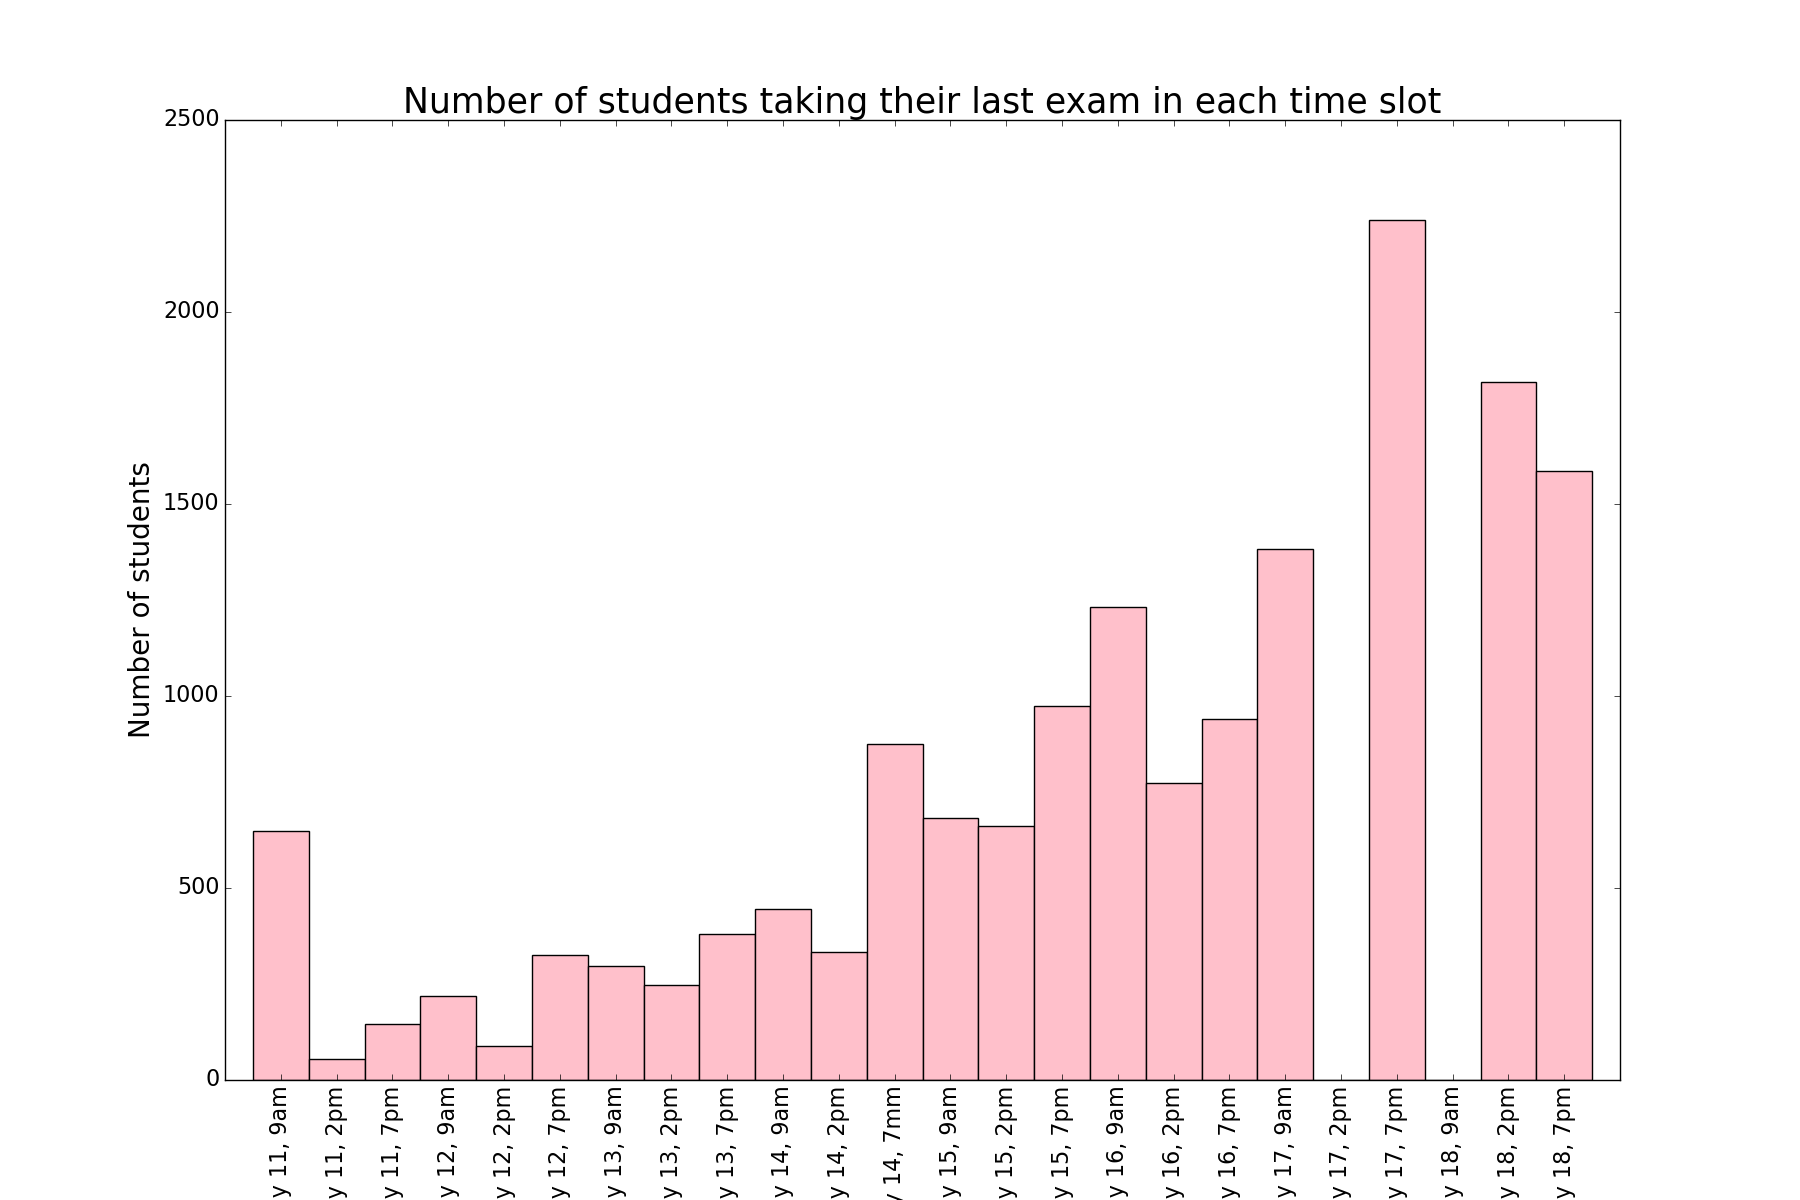 Number of students taking their last exam in each time slot
2500
2000
1500
1000
500
0
Number of students
y 11, 9am
y 11, 2pm
y 11, 7pm
y 12, 9am
y 12, 2pm
y 12, 7pm
y 13, 9am
y 13, 2pm
y 13, 7pm
y 14, 9am
y 14, 2pm
y 14, 7mm
y 15, 9am
y 15, 2pm
y 15, 7pm
y 16, 9am
y 16, 2pm
y 16, 7pm
y 17, 9am
y 17, 2pm
y 17, 7pm
y 18, 9am
y 18, 2pm
y 18, 7pm